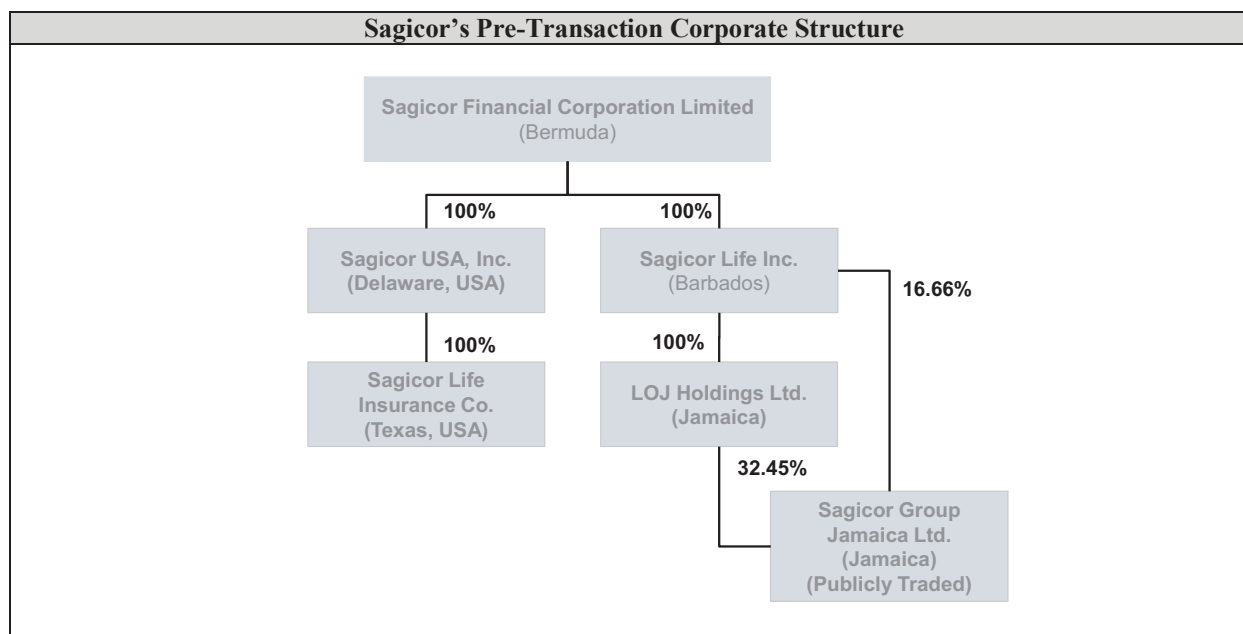 Sagicor’s Pre-Transaction Corporate Structure
Sagicor Financial Corporation Limited
(Bermuda)
100%
100%
Sagicor USA, Inc.
(Delaware, USA)
Sagicor Life Inc.
(Barbados)
16.66%
100%
100%
Sagicor Life
Insurance Co.
(Texas, USA)
LOJ Holdings Ltd.
(Jamaica)
32.45%
Sagicor Group
Jamaica Ltd.
(Jamaica)
(Publicly Traded)